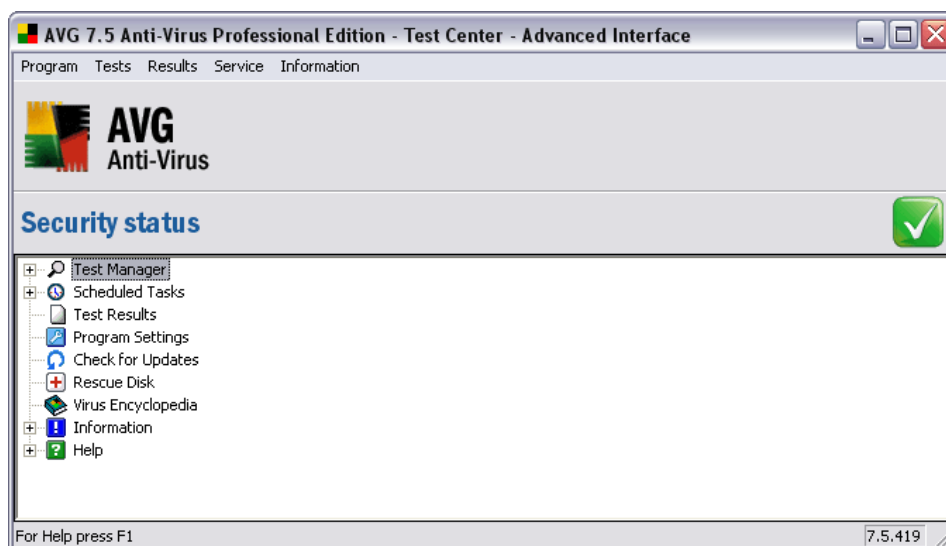 AVG 7.5 Anti-Virus Professional Edition - Test Center - Advanced Interface
Program Tests Results Service Information
AVG
Anti-Virus
Security status
Test Manager
Scheduled Tasks
Test Results
Program Settings
Check for Updates
Rescue Disk
Virus Encyclopedia
Information
Help
For Help press F1 7.5.419